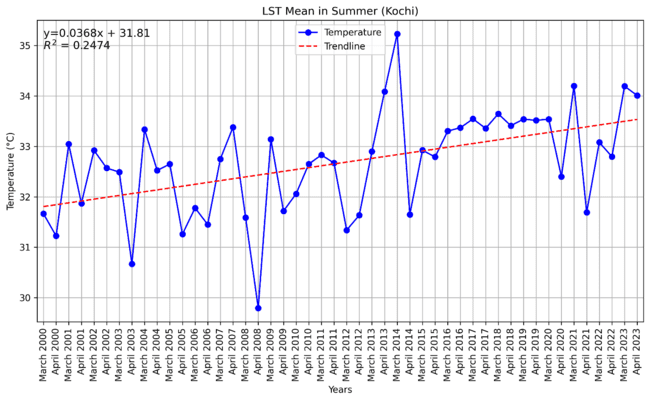 LST Mean in Summer (Kochi)
y=0.0368x + 31.81
R² = 0.2474
Temperature
Trendline
Temperature (°C)
35
34
33
32
31
30
March 2000
April 2000
March 2001
April 2001
March 2002
April 2002
March 2003
April 2003
March 2004
April 2004
March 2005
April 2005
March 2006
April 2006
March 2007
April 2007
March 2008
April 2008
March 2009
April 2009
March 2010
April 2010
March 2011
April 2011
March 2012
April 2012
March 2013
April 2013
March 2014
April 2014
March 2015
April 2015
March 2016
April 2016
March 2017
April 2017
March 2018
April 2018
March 2019
April 2019
March 2020
April 2020
March 2021
April 2021
March 2022
April 2022
March 2023
April 2023
Years